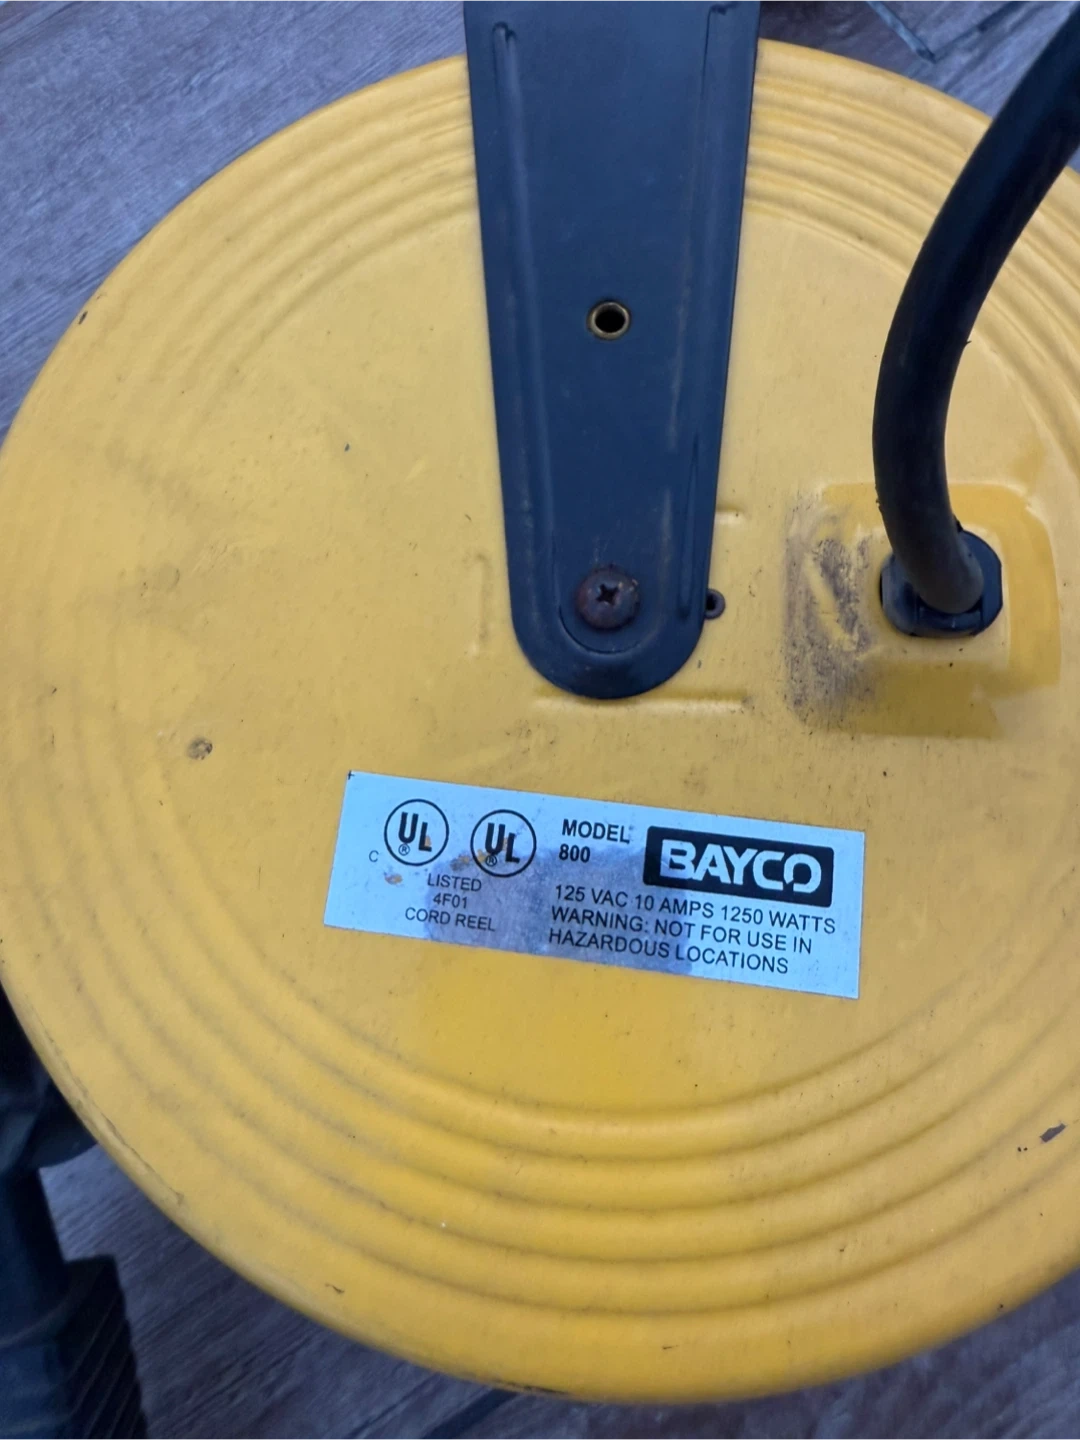 UL® UL®
C
LISTED
4F01
CORD REEL
MODEL
800
BAYCO
125 VAC 10 AMPS 1250 WATTS
WARNING: NOT FOR USE IN
HAZARDOUS LOCATIONS